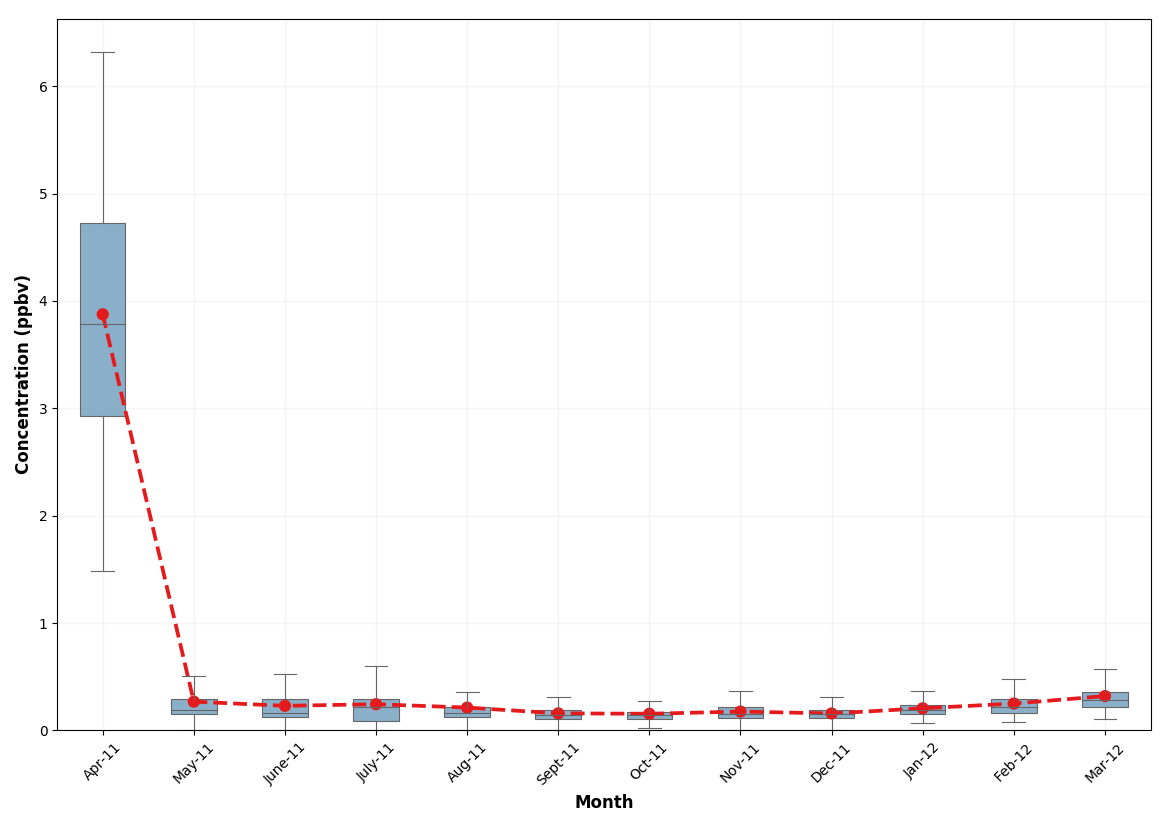 6
5
4
3
2
1
0
Concentration (ppbv)
Apr-11
May-11
June-11
July-11
Aug-11
Sept-11
Oct-11
Nov-11
Dec-11
Jan-12
Feb-12
Mar-12
Month